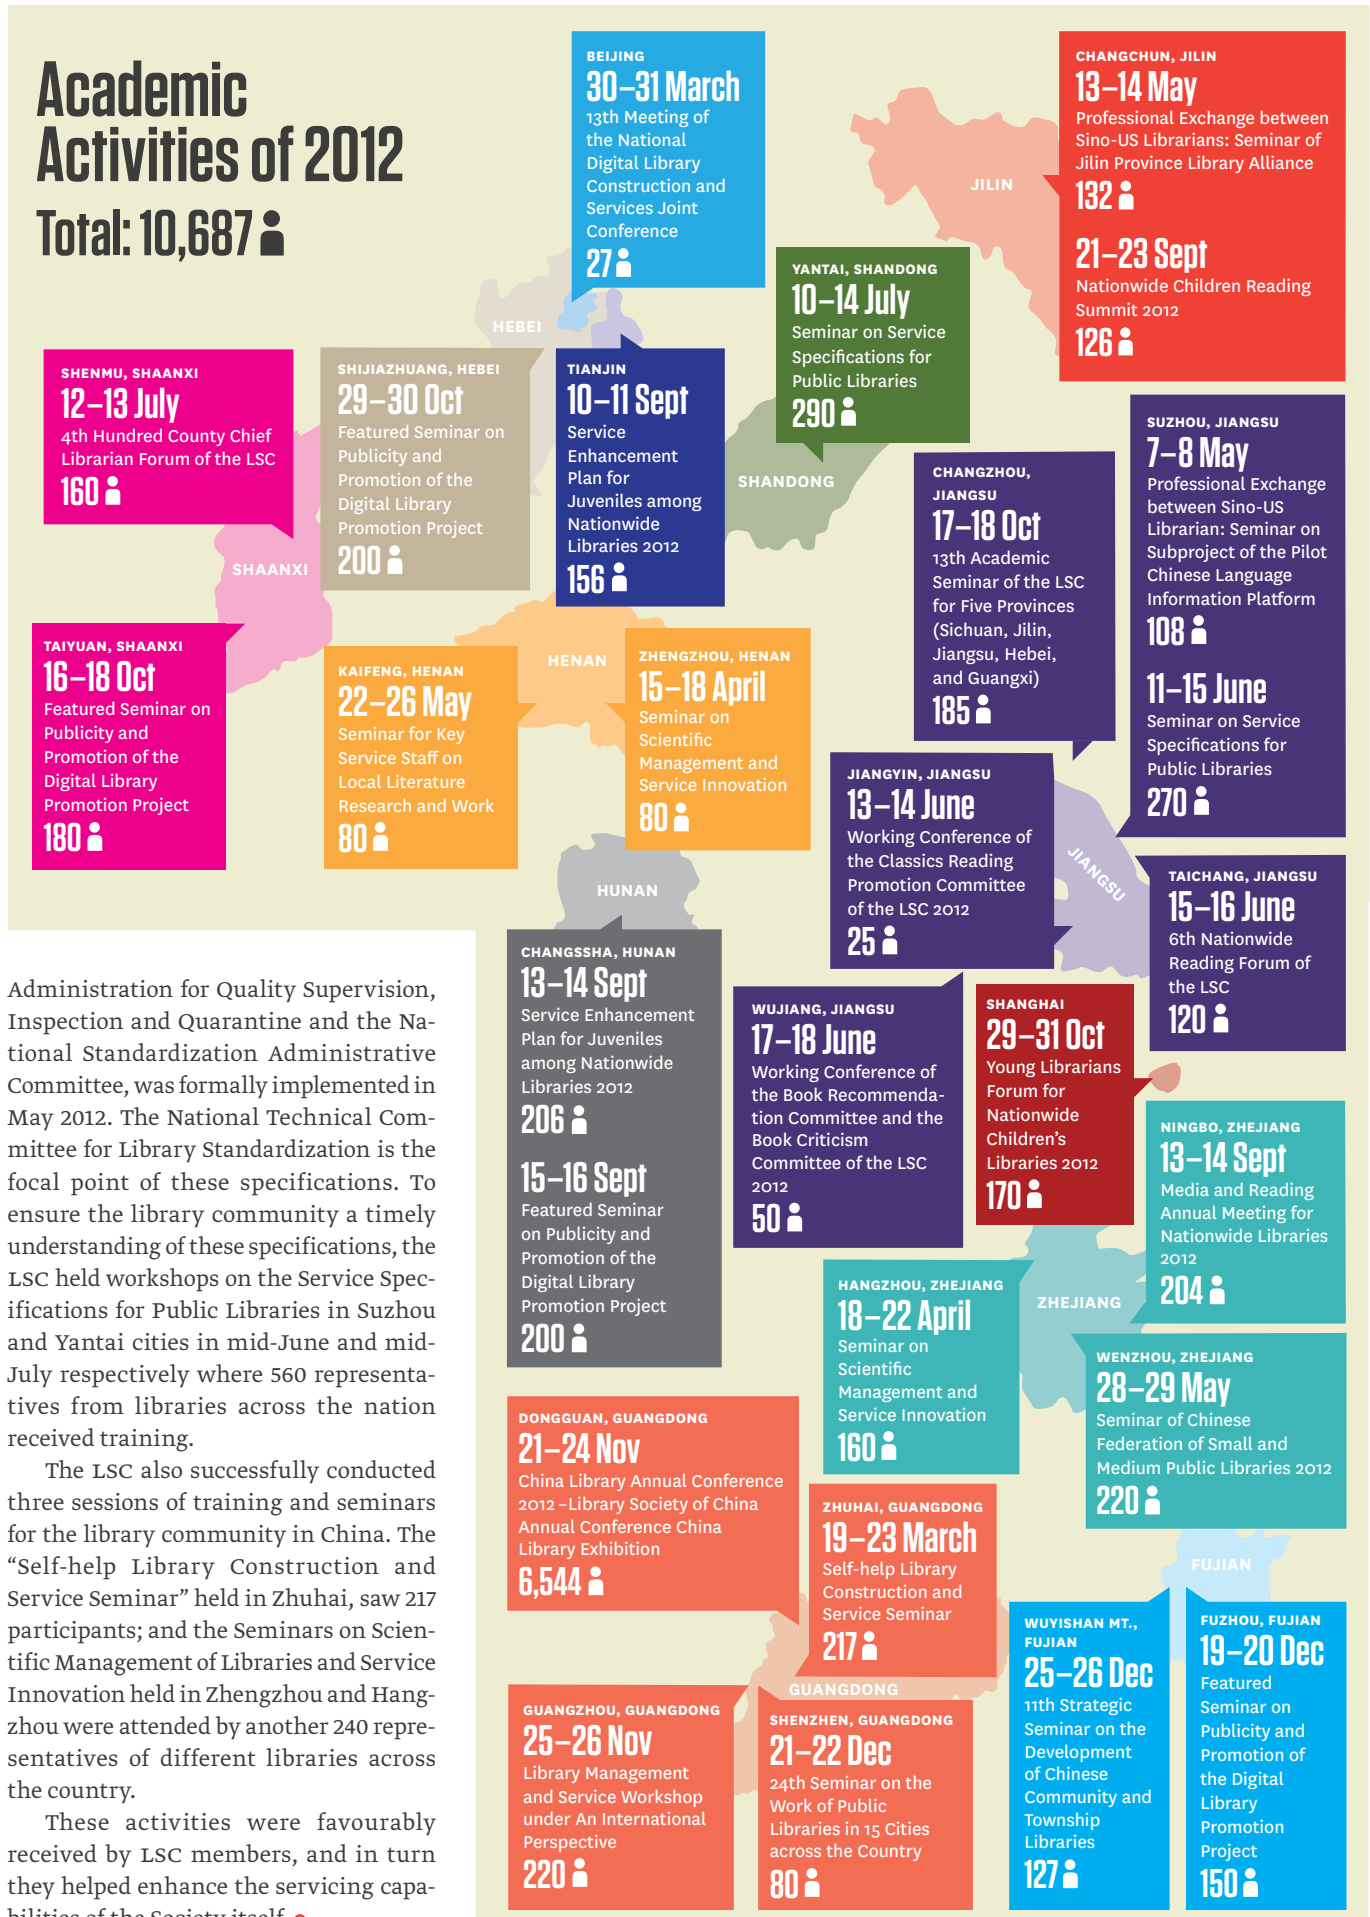 Academic
Activities of 2012
Total: 10,687
BEIJING
30–31 March
13th Meeting of
the National
Digital Library
Construction and
Services Joint
Conference
27
CHANGCHUN, JILIN
13–14 May
Professional Exchange between
Sino-US Librarians: Seminar of
Jilin Province Library Alliance
132
21–23 Sept
Nationwide Children Reading
Summit 2012
126
JILIN
YANTAI, SHANDONG
10–14 July
Seminar on Service
Specifications for
Public Libraries
290
HEBEI
SHENMU, SHAANXI
12–13 July
4th Hundred County Chief
Librarian Forum of the LSC
160
SHIJIAZHUANG, HEBEI
29–30 Oct
Featured Seminar on
Publicity and
Promotion of the
Digital Library
Promotion Project
200
TIANJIN
10–11 Sept
Service
Enhancement
Plan for
Juveniles among
Nationwide
Libraries 2012
156
SHANDONG
SHAANXI
CHANGZHOU,
JIANGSU
17–18 Oct
13th Academic
Seminar of the LSC
for Five Provinces
(Sichuan, Jilin,
Jiangsu, Hebei,
and Guangxi)
185
SUZHOU, JIANGSU
7–8 May
Professional Exchange
between Sino-US
Librarian: Seminar on
Subproject of the Pilot
Chinese Language
Information Platform
108
11–15 June
Seminar on Service
Specifications for
Public Libraries
270
TAIYUAN, SHAANXI
16–18 Oct
Featured Seminar on
Publicity and
Promotion of the
Digital Library
Promotion Project
180
KAIFENG, HENAN
22–26 May
Seminar for Key
Service Staff on
Local Literature
Research and Work
80
HENAN
ZHENGZHOU, HENAN
15–18 April
Seminar on
Scientific
Management and
Service Innovation
80
JIANGYIN, JIANGSU
13–14 June
Working Conference of
the Classics Reading
Promotion Committee
of the LSC 2012
25
JIANGSU
TAICHANG, JIANGSU
15–16 June
6th Nationwide
Reading Forum of
the LSC
120
HUNAN
CHANGSSHA, HUNAN
13–14 Sept
Service Enhancement
Plan for Juveniles
among Nationwide
Libraries 2012
206
15–16 Sept
Featured Seminar
on Publicity and
Promotion of the
Digital Library
Promotion Project
200
WUJIANG, JIANGSU
17–18 June
Working Conference of
the Book Recommenda-
tion Committee and the
Book Criticism
Committee of the LSC
2012
50
SHANGHAI
29–31 Oct
Young Librarians
Forum for
Nationwide
Children’s
Libraries 2012
170
NINGBO, ZHEJIANG
13–14 Sept
Media and Reading
Annual Meeting for
Nationwide Libraries
2012
204
HANGZHOU, ZHEJIANG
18–22 April
Seminar on
Scientific
Management and
Service Innovation
160
ZHEJIANG
WENZHOU, ZHEJIANG
28–29 May
Seminar of Chinese
Federation of Small and
Medium Public Libraries 2012
220
DONGGUAN, GUANGDONG
21–24 Nov
China Library Annual Conference
2012 –Library Society of China
Annual Conference China
Library Exhibition
6,544
ZHUHAI, GUANGDONG
19–23 March
Self-help Library
Construction and
Service Seminar
217
FUJIAN
GUANGDONG
GUANGZHOU, GUANGDONG
25–26 Nov
Library Management
and Service Workshop
under An International
Perspective
220
SHENZHEN, GUANGDONG
21–22 Dec
24th Seminar on the
Work of Public
Libraries in 15 Cities
across the Country
80
WUYISHAN MT.,
FUJIAN
25–26 Dec
11th Strategic
Seminar on the
Development
of Chinese
Community and
Township
Libraries
127
FUZHOU, FUJIAN
19–20 Dec
Featured
Seminar on
Publicity and
Promotion of
the Digital
Library
Promotion
Project
150
Administration for Quality Supervision,
Inspection and Quarantine and the Na-
tional Standardization Administrative
Committee, was formally implemented in
May 2012. The National Technical Com-
mittee for Library Standardization is the
focal point of these specifications. To
ensure the library community a timely
understanding of these specifications, the
LSC held workshops on the Service Spec-
ifications for Public Libraries in Suzhou
and Yantai cities in mid-June and mid-
July respectively where 560 representa-
tives from libraries across the nation
received training.
The LSC also successfully conducted
three sessions of training and seminars
for the library community in China. The
“Self-help Library Construction and
Service Seminar” held in Zhuhai, saw 217
participants; and the Seminars on Scien-
tific Management of Libraries and Service
Innovation held in Zhengzhou and Hang-
zhou were attended by another 240 repre-
sentatives of different libraries across
the country.
These activities were favourably
received by LSC members, and in turn
they helped enhance the servicing capa-
bilities of the Society itself.